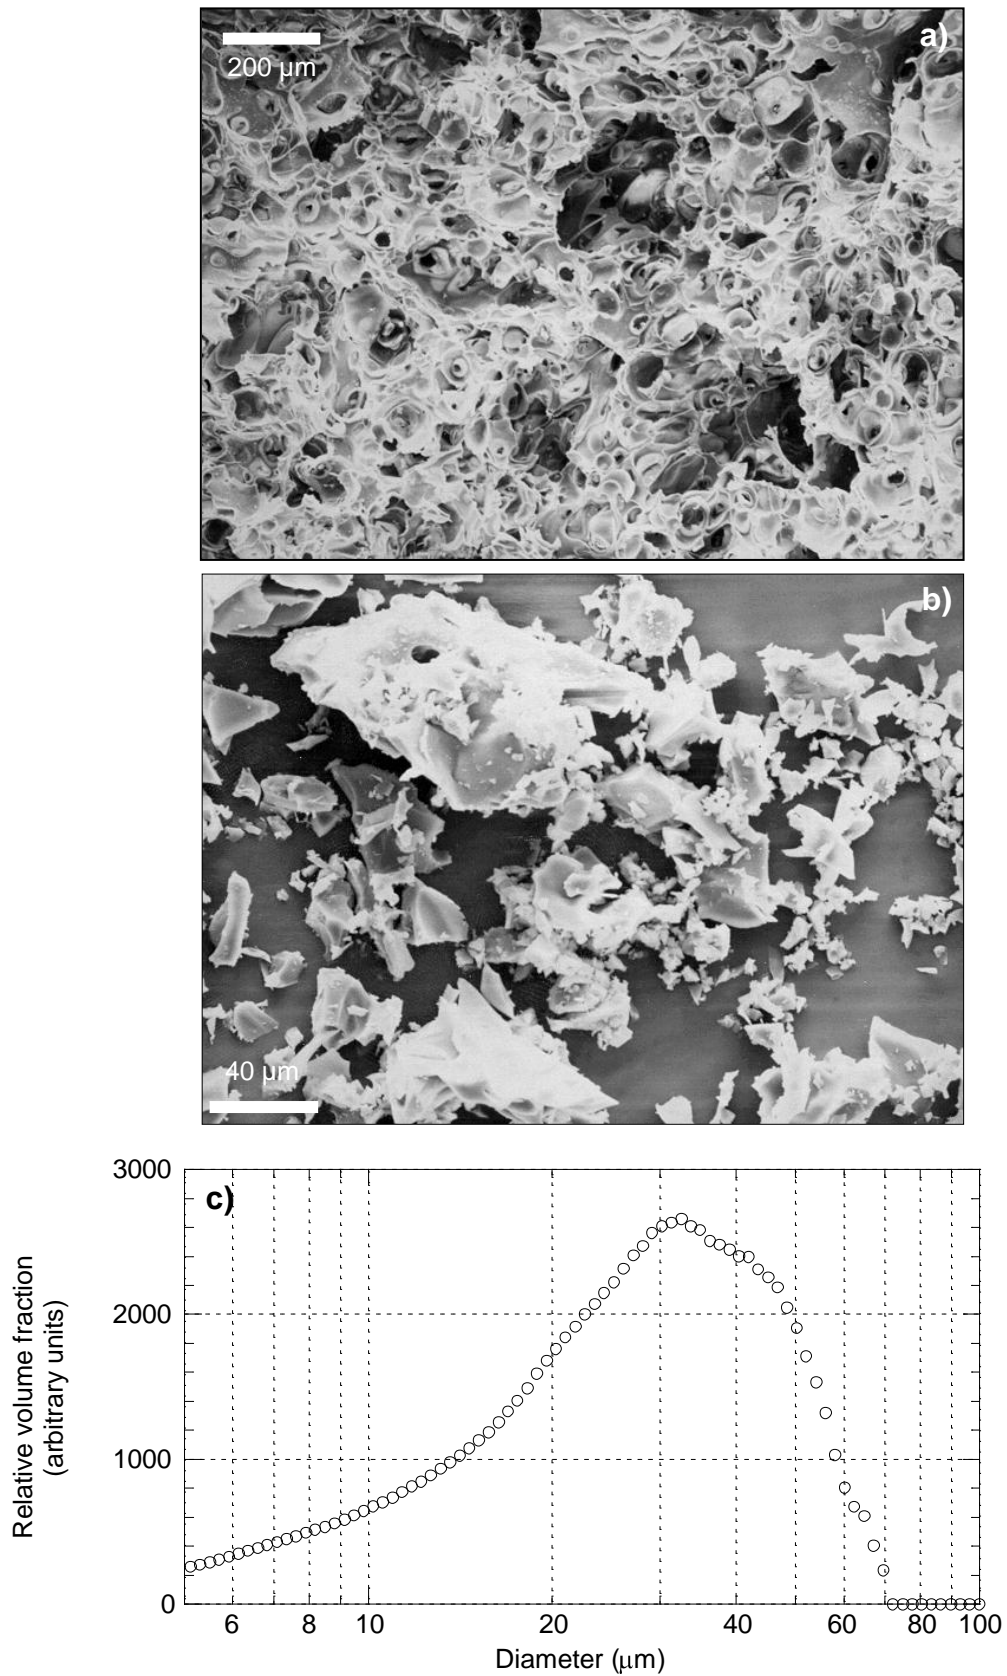 a)
200 μm
b)
40 μm
3000
c)
2000
1000
0
Relative volume fraction
(arbitrary units)
6 8 10 20 40 60 80 100
Diameter (μm)